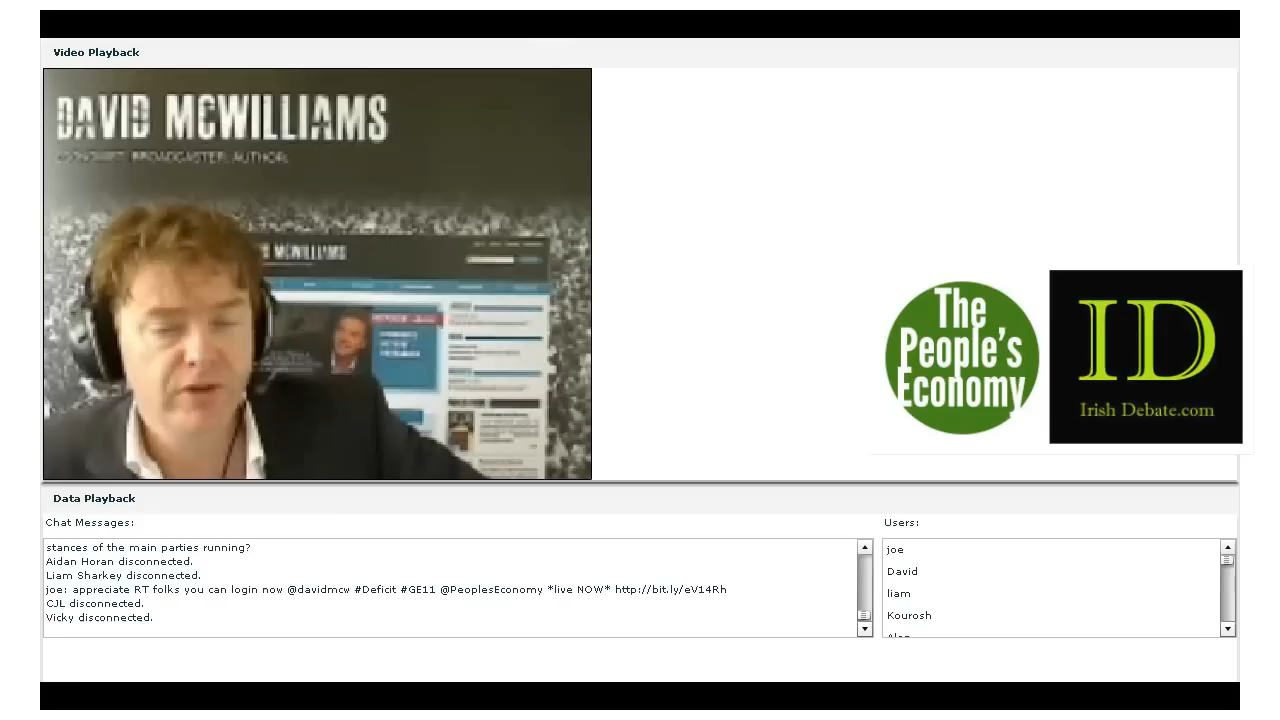 Video Playback
DAVID MCWILLIAMS
BROADCASTER. AUTHOR.
MCWILLIAMS
The
People's
Economy
ID
Irish Debate.com
Data Playback
Chat Messages:
Users:
stances of the main parties running?
Aidan Horan disconnected.
Liam Sharkey disconnected.
joe: appreciate RT folks you can login now @davidmcw #Deficit #GE11 @PeoplesEconomy *live NOW* http://bit.ly/eV14Rh
CJL disconnected.
Vicky disconnected.
joe
David
liam
Kourosh